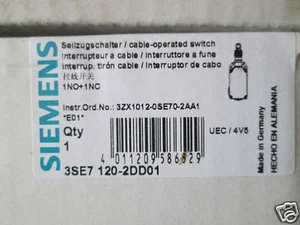 SIEMENS
Seilzugschalter / cable-operated switch
Interrupteur a cable / interruttore a fune
interrup. tirón cable / Interruptor de cabo
拉线开关
1NO+1NC
Instr.Ord.No.: 3ZX1012-0SE70-2AA1
"E01"
Qty
1
UEC / 4V5
4 011209 586529
3SE7 120-2DD01
Made in Germany
HECHO EN ALEMANIA